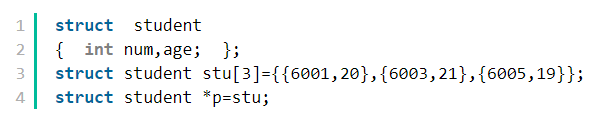 1 struct  student
2 {  int num,age;  };
3 struct student stu[3]={{6001,20},{6003,21},{6005,19}};
4 struct student *p=stu;